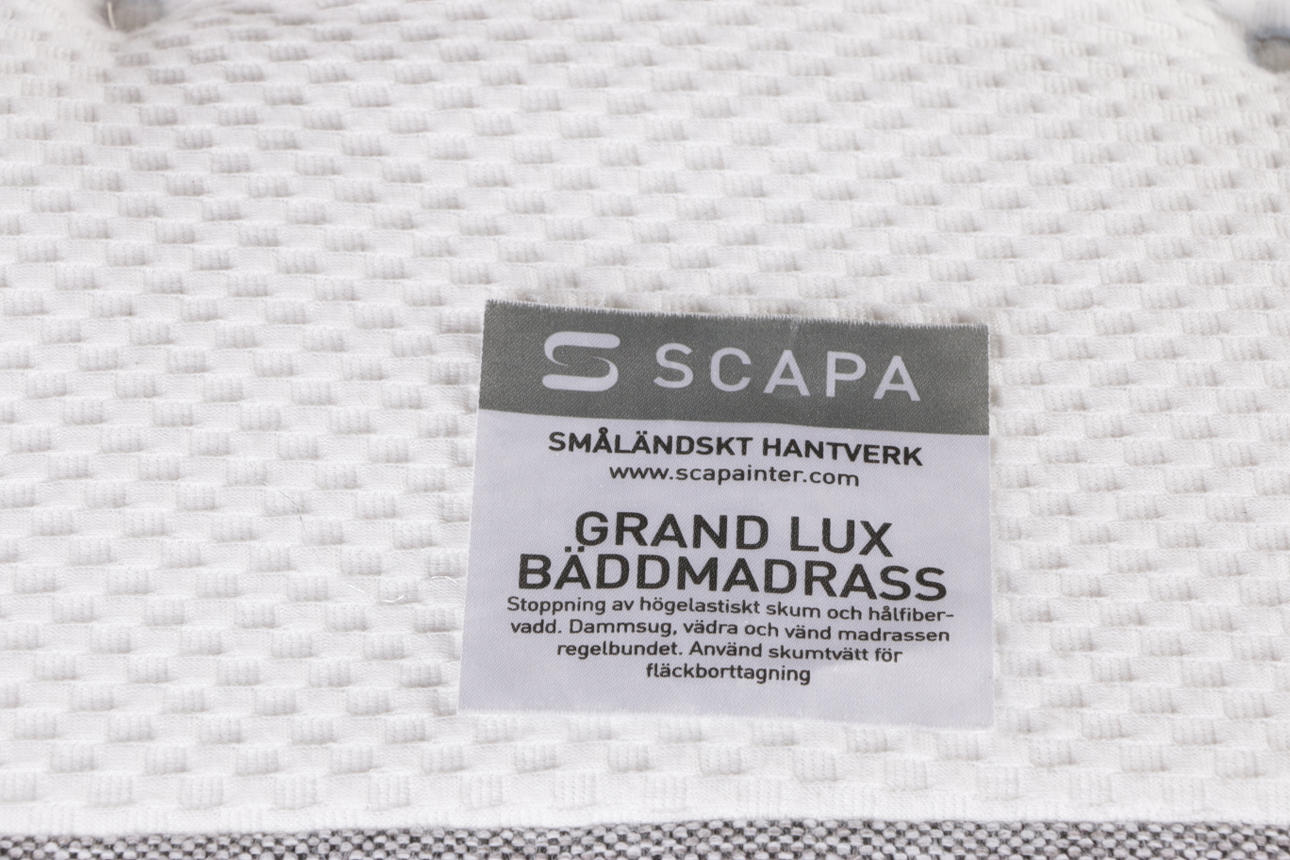 SCAPA
SMÅLÄNDSKT HANTVERK
www.scapainter.com
GRAND LUX
BÄDDMADRASS
Stoppning av högelastiskt skum och hålfiber-
vadd. Dammsug, vädra och vänd madrassen
regelbundet. Använd skumtvätt för
fläckborttagning